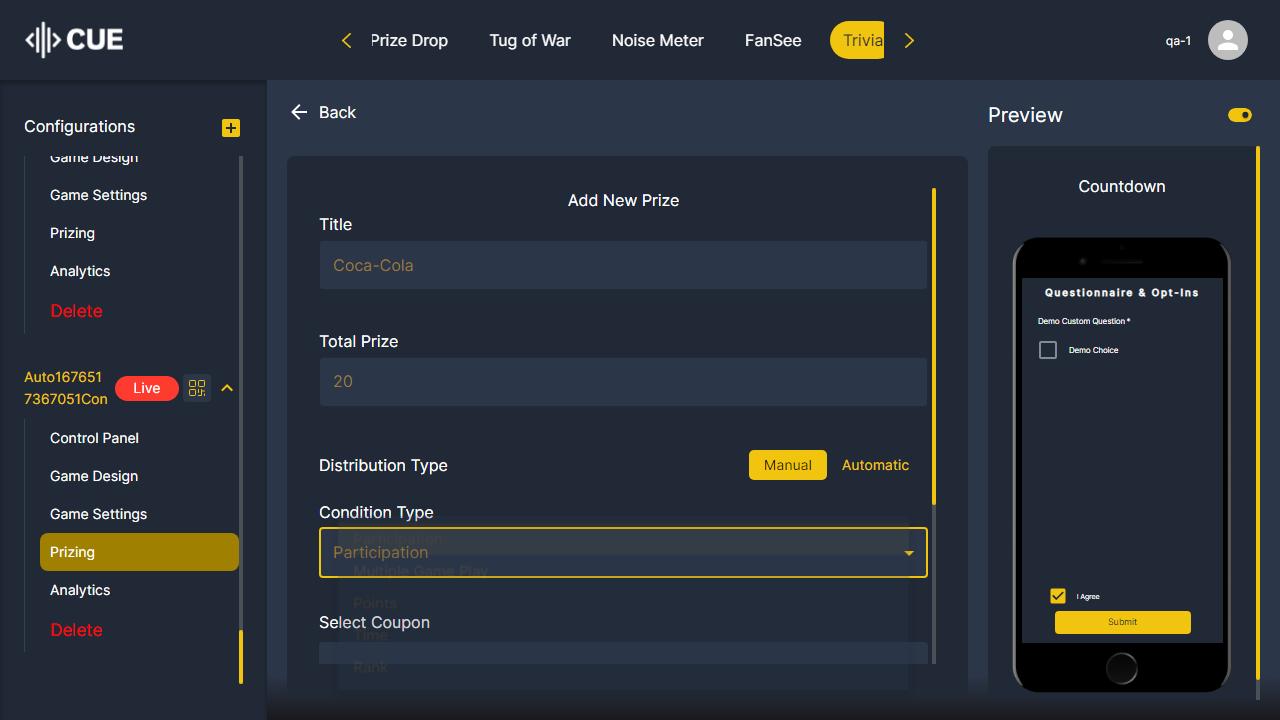 CUE
Prize Drop
Tug of War
Noise Meter
FanSee
Trivia
qa-1
Configurations
Game Design
Game Settings
Prizing
Analytics
Delete
Auto167651
7367051Con
Live
Control Panel
Game Design
Game Settings
Prizing
Analytics
Delete
Back
Add New Prize
Title
Coca-Cola
Total Prize
20
Distribution Type
Manual
Automatic
Condition Type
Participation
Participation
Multiple Game Play
Points
Select Coupon
Time
Rank
Preview
Countdown
Questionnaire & Opt-Ins
Demo Custom Question *
Demo Choice
I Agree
Submit